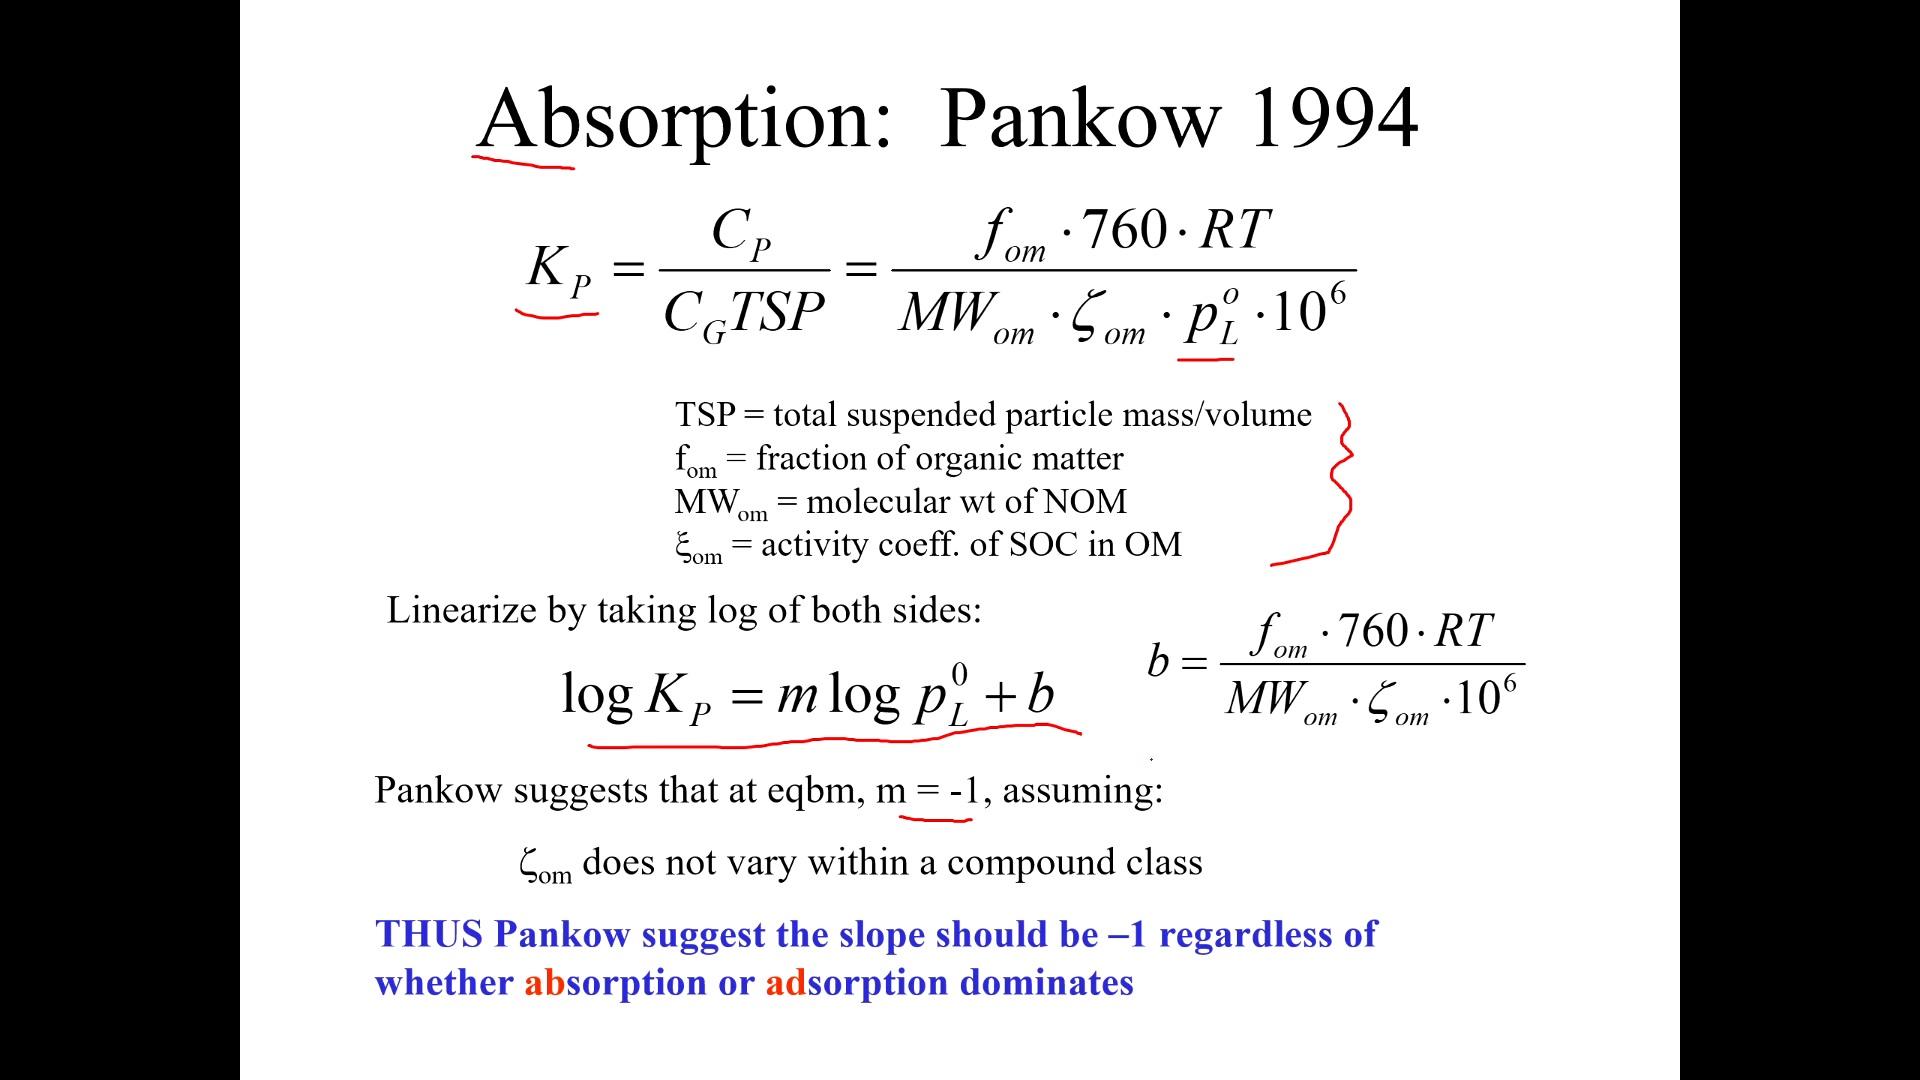 Absorption: Pankow 1994
K_P = C_P / C_G TSP = f_om · 760 · RT / MW_om · ζ_om · p_L^o · 10^6
TSP = total suspended particle mass/volume
f_om = fraction of organic matter
MW_om = molecular wt of NOM
ξ_om = activity coeff. of SOC in OM
Linearize by taking log of both sides:
log K_P = m log p_L^0 + b
b = f_om · 760 · RT / MW_om · ζ_om · 10^6
Pankow suggests that at eqbm, m = -1, assuming:
ζ_om does not vary within a compound class
THUS Pankow suggest the slope should be –1 regardless of
whether absorption or adsorption dominates